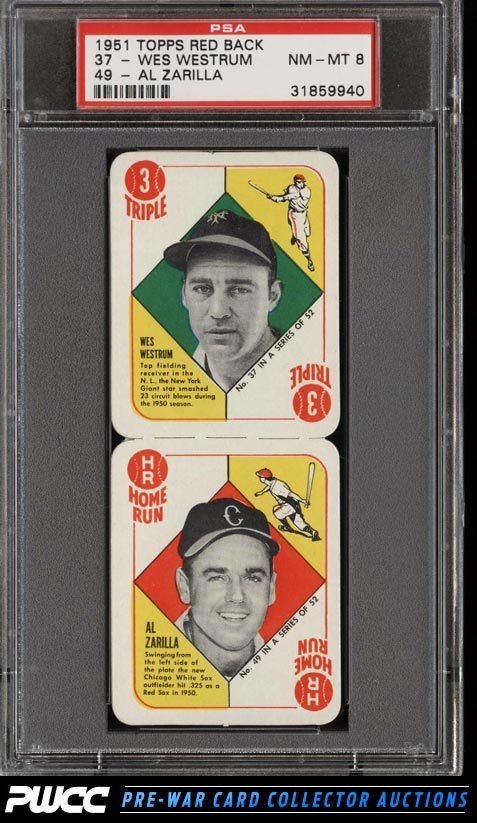 PSA
1951 TOPPS RED BACK
37 - WES WESTRUM NM-MT 8
49 - AL ZARILLA
31859940
3
TRIPLE
WES
WESTRUM
Top fielding
receiver in the
N. L., the New York
Giant star smashed
23 circuit blows during
the 1950 season.
No. 37 IN A SERIES OF 52
TRIPLE
3
HR
HOME
RUN
C
AL
ZARILLA
Swinging from
the left side of
the plate the new
Chicago White Sox
outfielder hit .325 as a
Red Sox in 1950.
No. 49 IN A SERIES OF 52
HOME
RUN
HR
PWCC PRE-WAR CARD COLLECTOR AUCTIONS